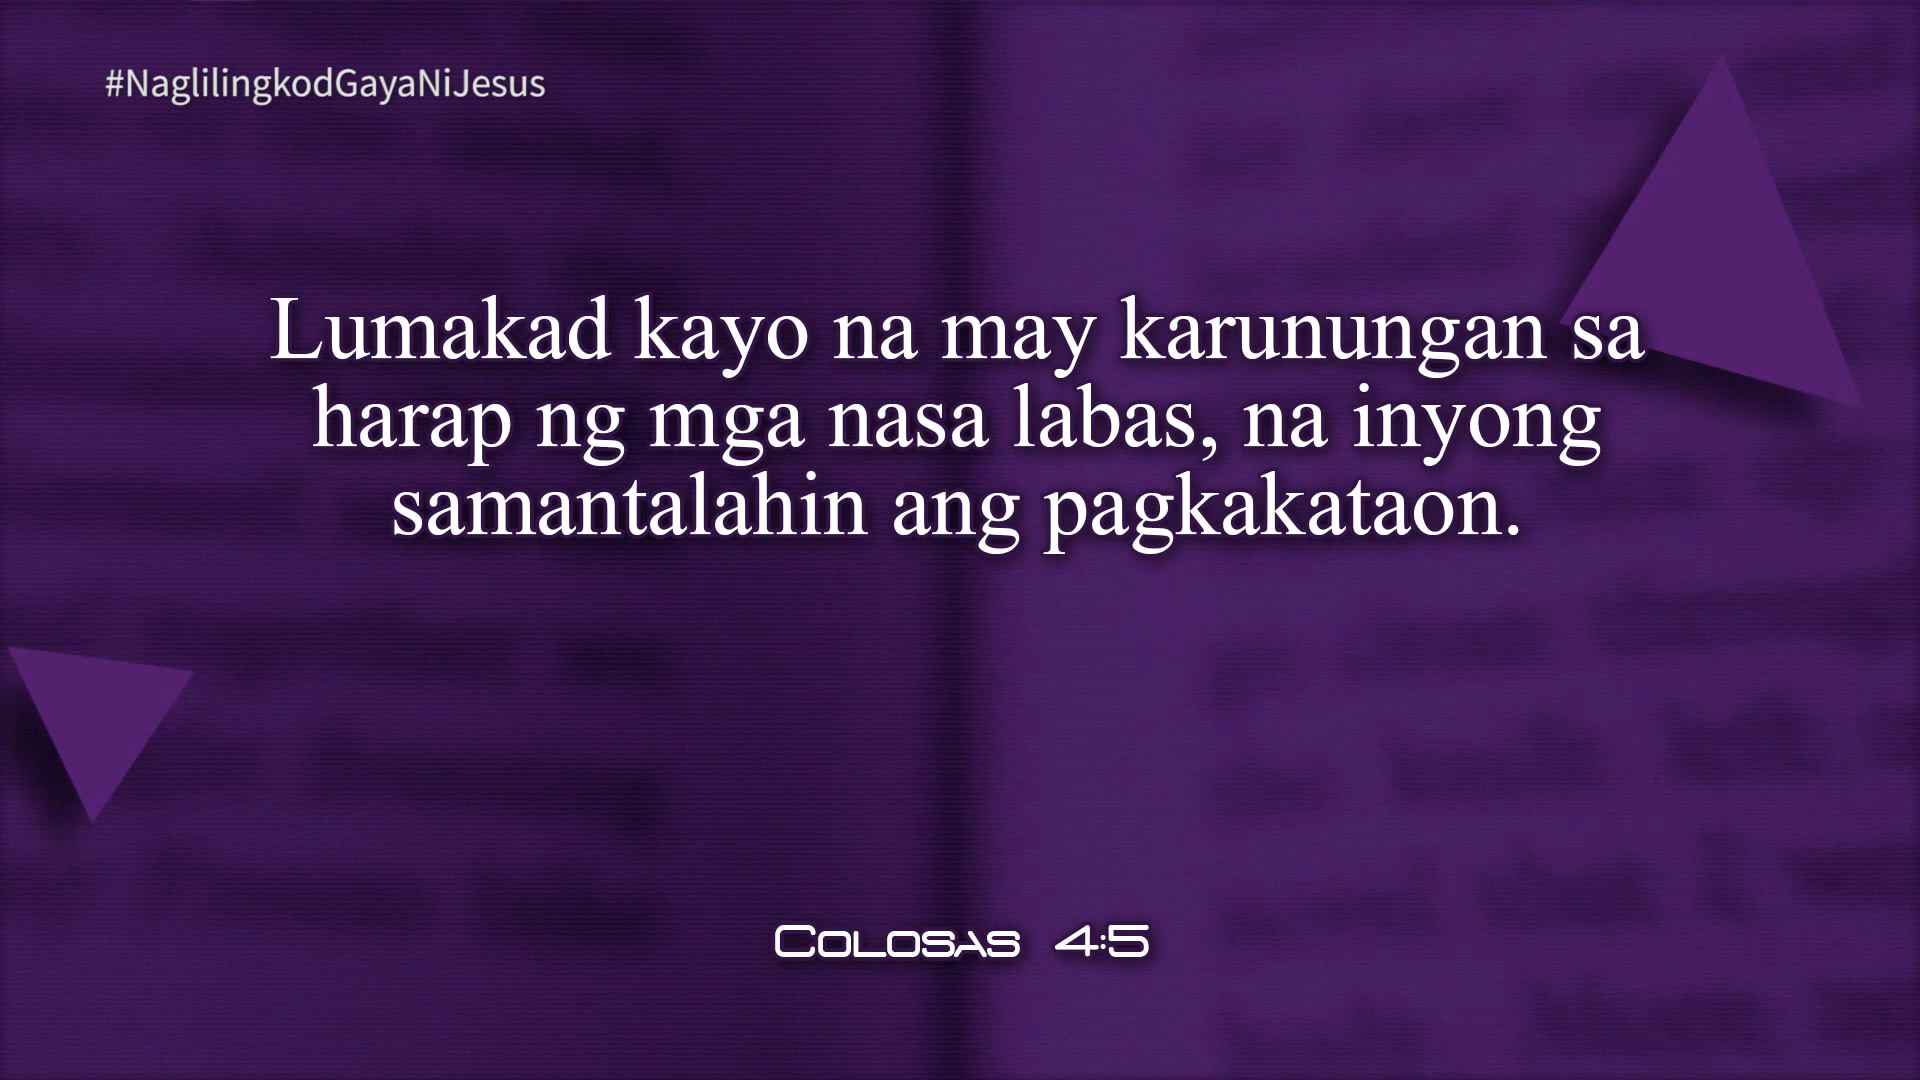 #NaglilingkodGayaNiJesus
Lumakad kayo na may karunungan sa
harap ng mga nasa labas, na inyong
samantalahin ang pagkakataon.
Colosas 4:5